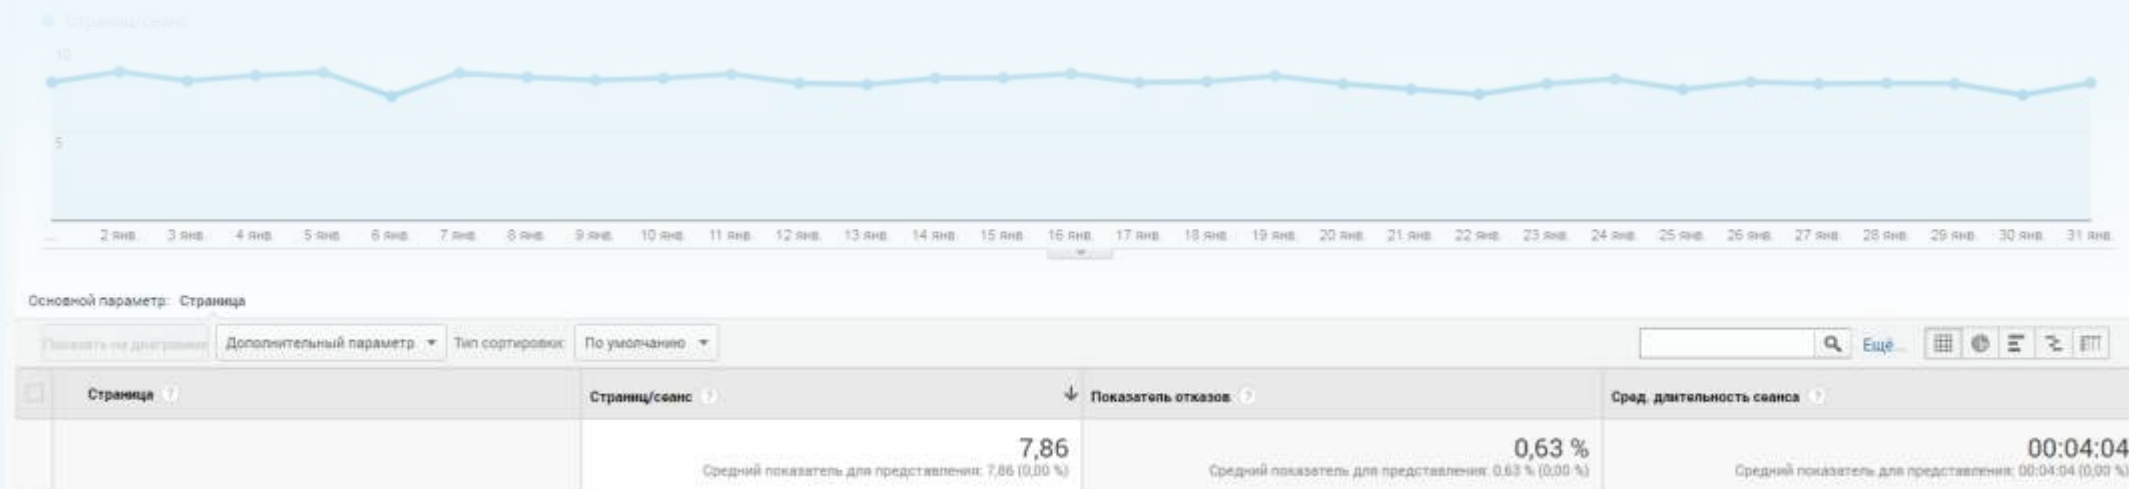 Страниц/сеанс
10
5
... 2 янв. 3 янв. 4 янв. 5 янв. 6 янв. 7 янв. 8 янв. 9 янв. 10 янв. 11 янв. 12 янв. 13 янв. 14 янв. 15 янв. 16 янв. 17 янв. 18 янв. 19 янв. 20 янв. 21 янв. 22 янв. 23 янв. 24 янв. 25 янв. 26 янв. 27 янв. 28 янв. 29 янв. 30 янв. 31 янв.
Основной параметр: Страница
Показать на диаграмме Дополнительный параметр Тип сортировки: По умолчанию Ещё...
Страница ? Страниц/сеанс ? Показатель отказов ? Сред. длительность сеанса ?
7,86 0,63 % 00:04:04
Средний показатель для представления: 7,86 (0,00 %) Средний показатель для представления: 0,63 % (0,00 %) Средний показатель для представления: 00:04:04 (0,00 %)